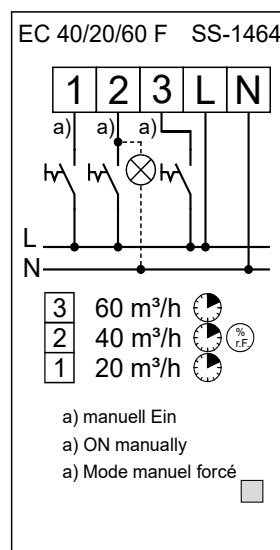 EC 40/20/60 F SS-1464
1 2 3 L N
a) a) a)
L
N
3 60 m³/h
2 40 m³/h % r.F.
1 20 m³/h
a) manuell Ein
a) ON manually
a) Mode manuel forcé